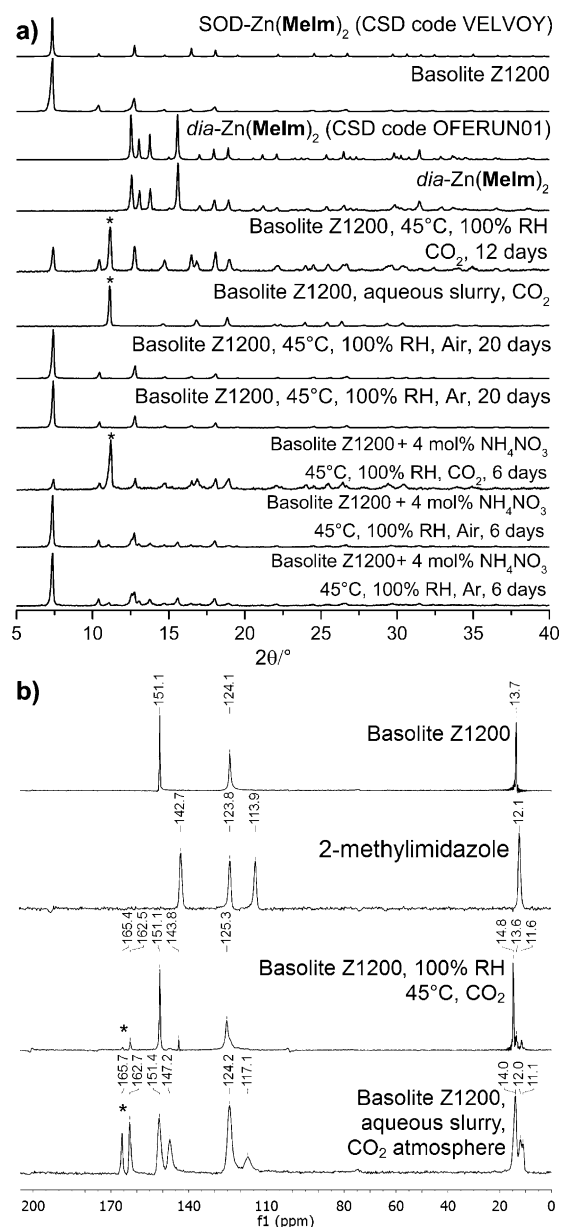 a)
SOD-Zn(MeIm)₂ (CSD code VELVOY)
Basolite Z1200
dia-Zn(MeIm)₂ (CSD code OFERUN01)
dia-Zn(MeIm)₂
*
Basolite Z1200, 45°C, 100% RH
CO₂, 12 days
*
Basolite Z1200, aqueous slurry, CO₂
Basolite Z1200, 45°C, 100% RH, Air, 20 days
Basolite Z1200, 45°C, 100% RH, Ar, 20 days
*
Basolite Z1200 + 4 mol% NH₄NO₃
45°C, 100% RH, CO₂, 6 days
Basolite Z1200 + 4 mol% NH₄NO₃
45°C, 100% RH, Air, 6 days
Basolite Z1200+ 4 mol% NH₄NO₃
45°C, 100% RH, Ar, 6 days
5 10 15 20 25 30 35 40
2θ/°
b)
151.1 124.1 13.7
Basolite Z1200
142.7 123.8 113.9 12.1
2-methylimidazole
165.4 162.5 151.1 143.8 125.3 14.8 13.6 11.6
Basolite Z1200, 100% RH
45°C, CO₂
*
165.7 162.7 151.4 147.2 124.2 117.1 14.0 12.0 11.1
*
Basolite Z1200,
aqueous slurry,
CO₂ atmosphere
200 180 160 140 120 100 80 60 40 20 0
f1 (ppm)